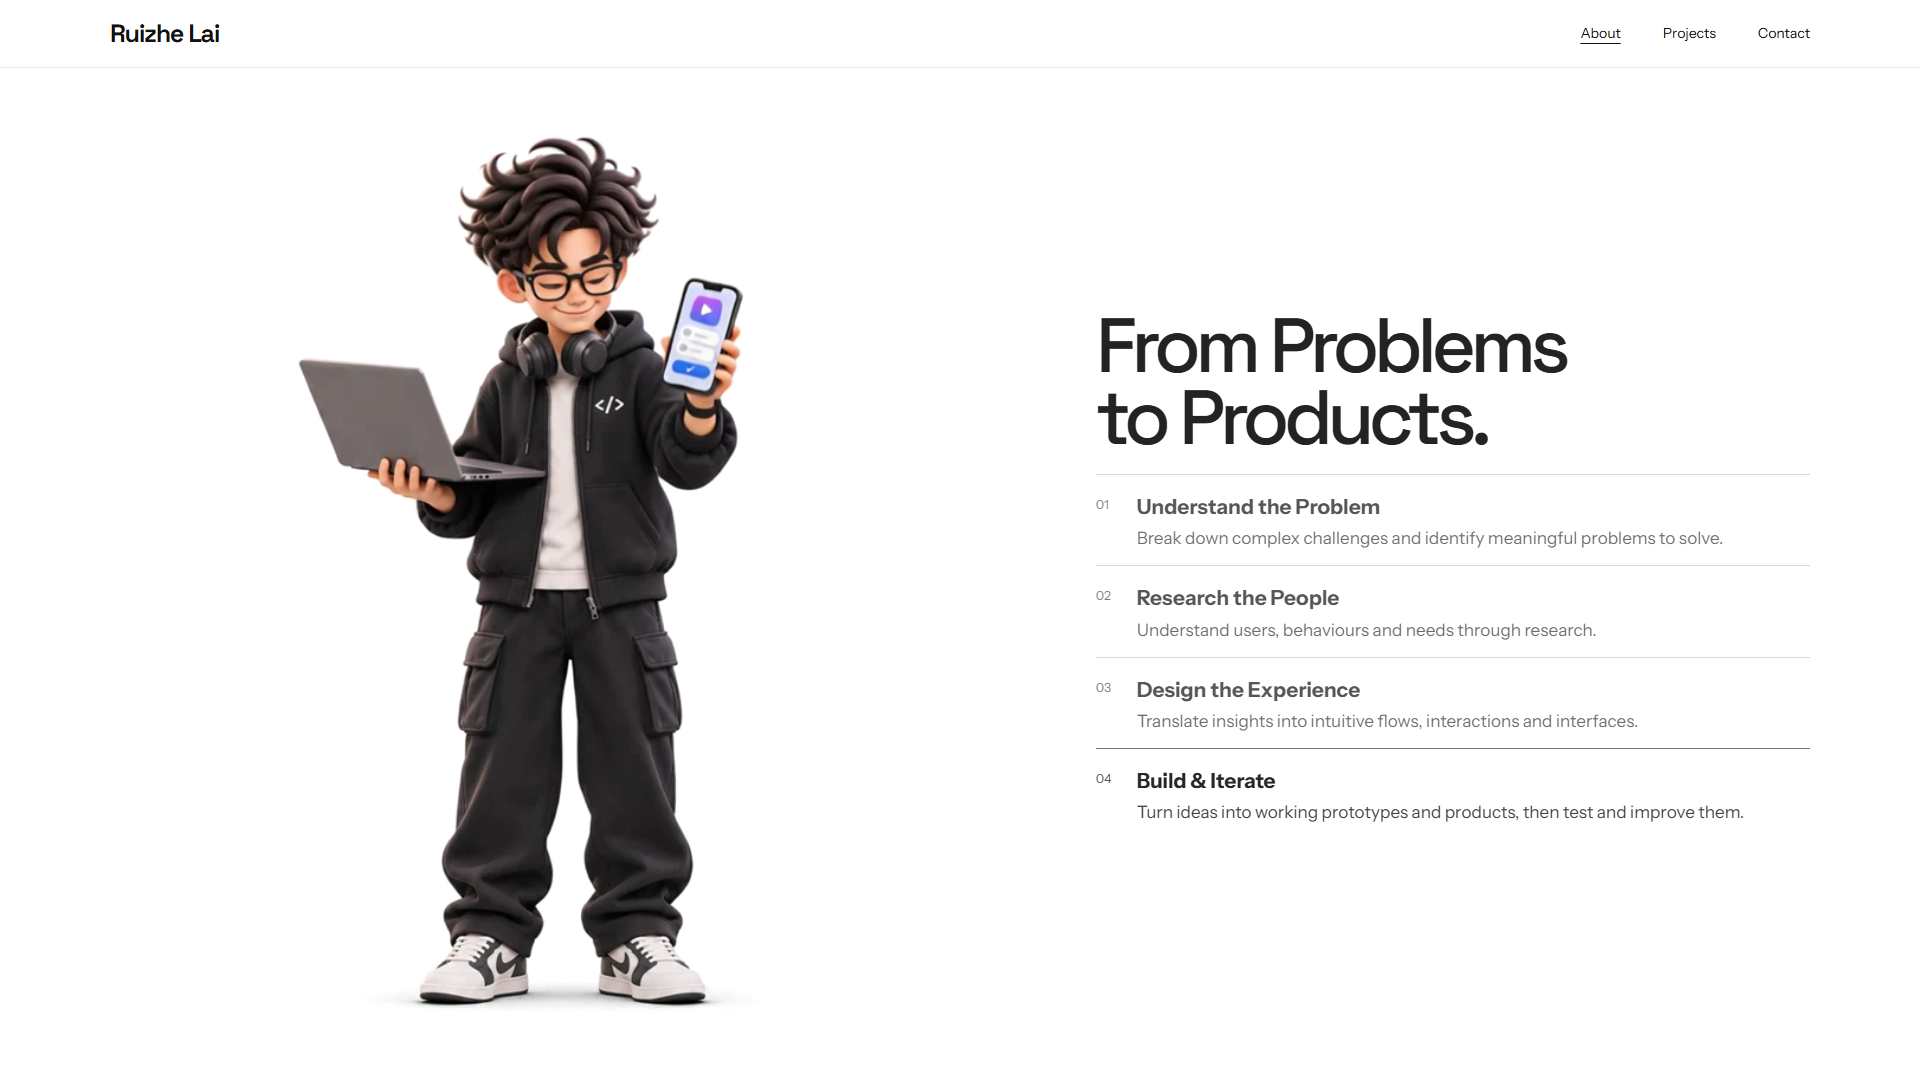 Ruizhe Lai
About
Projects
Contact
</>
From Problems
to Products.
01
Understand the Problem
Break down complex challenges and identify meaningful problems to solve.
02
Research the People
Understand users, behaviours and needs through research.
03
Design the Experience
Translate insights into intuitive flows, interactions and interfaces.
04
Build & Iterate
Turn ideas into working prototypes and products, then test and improve them.